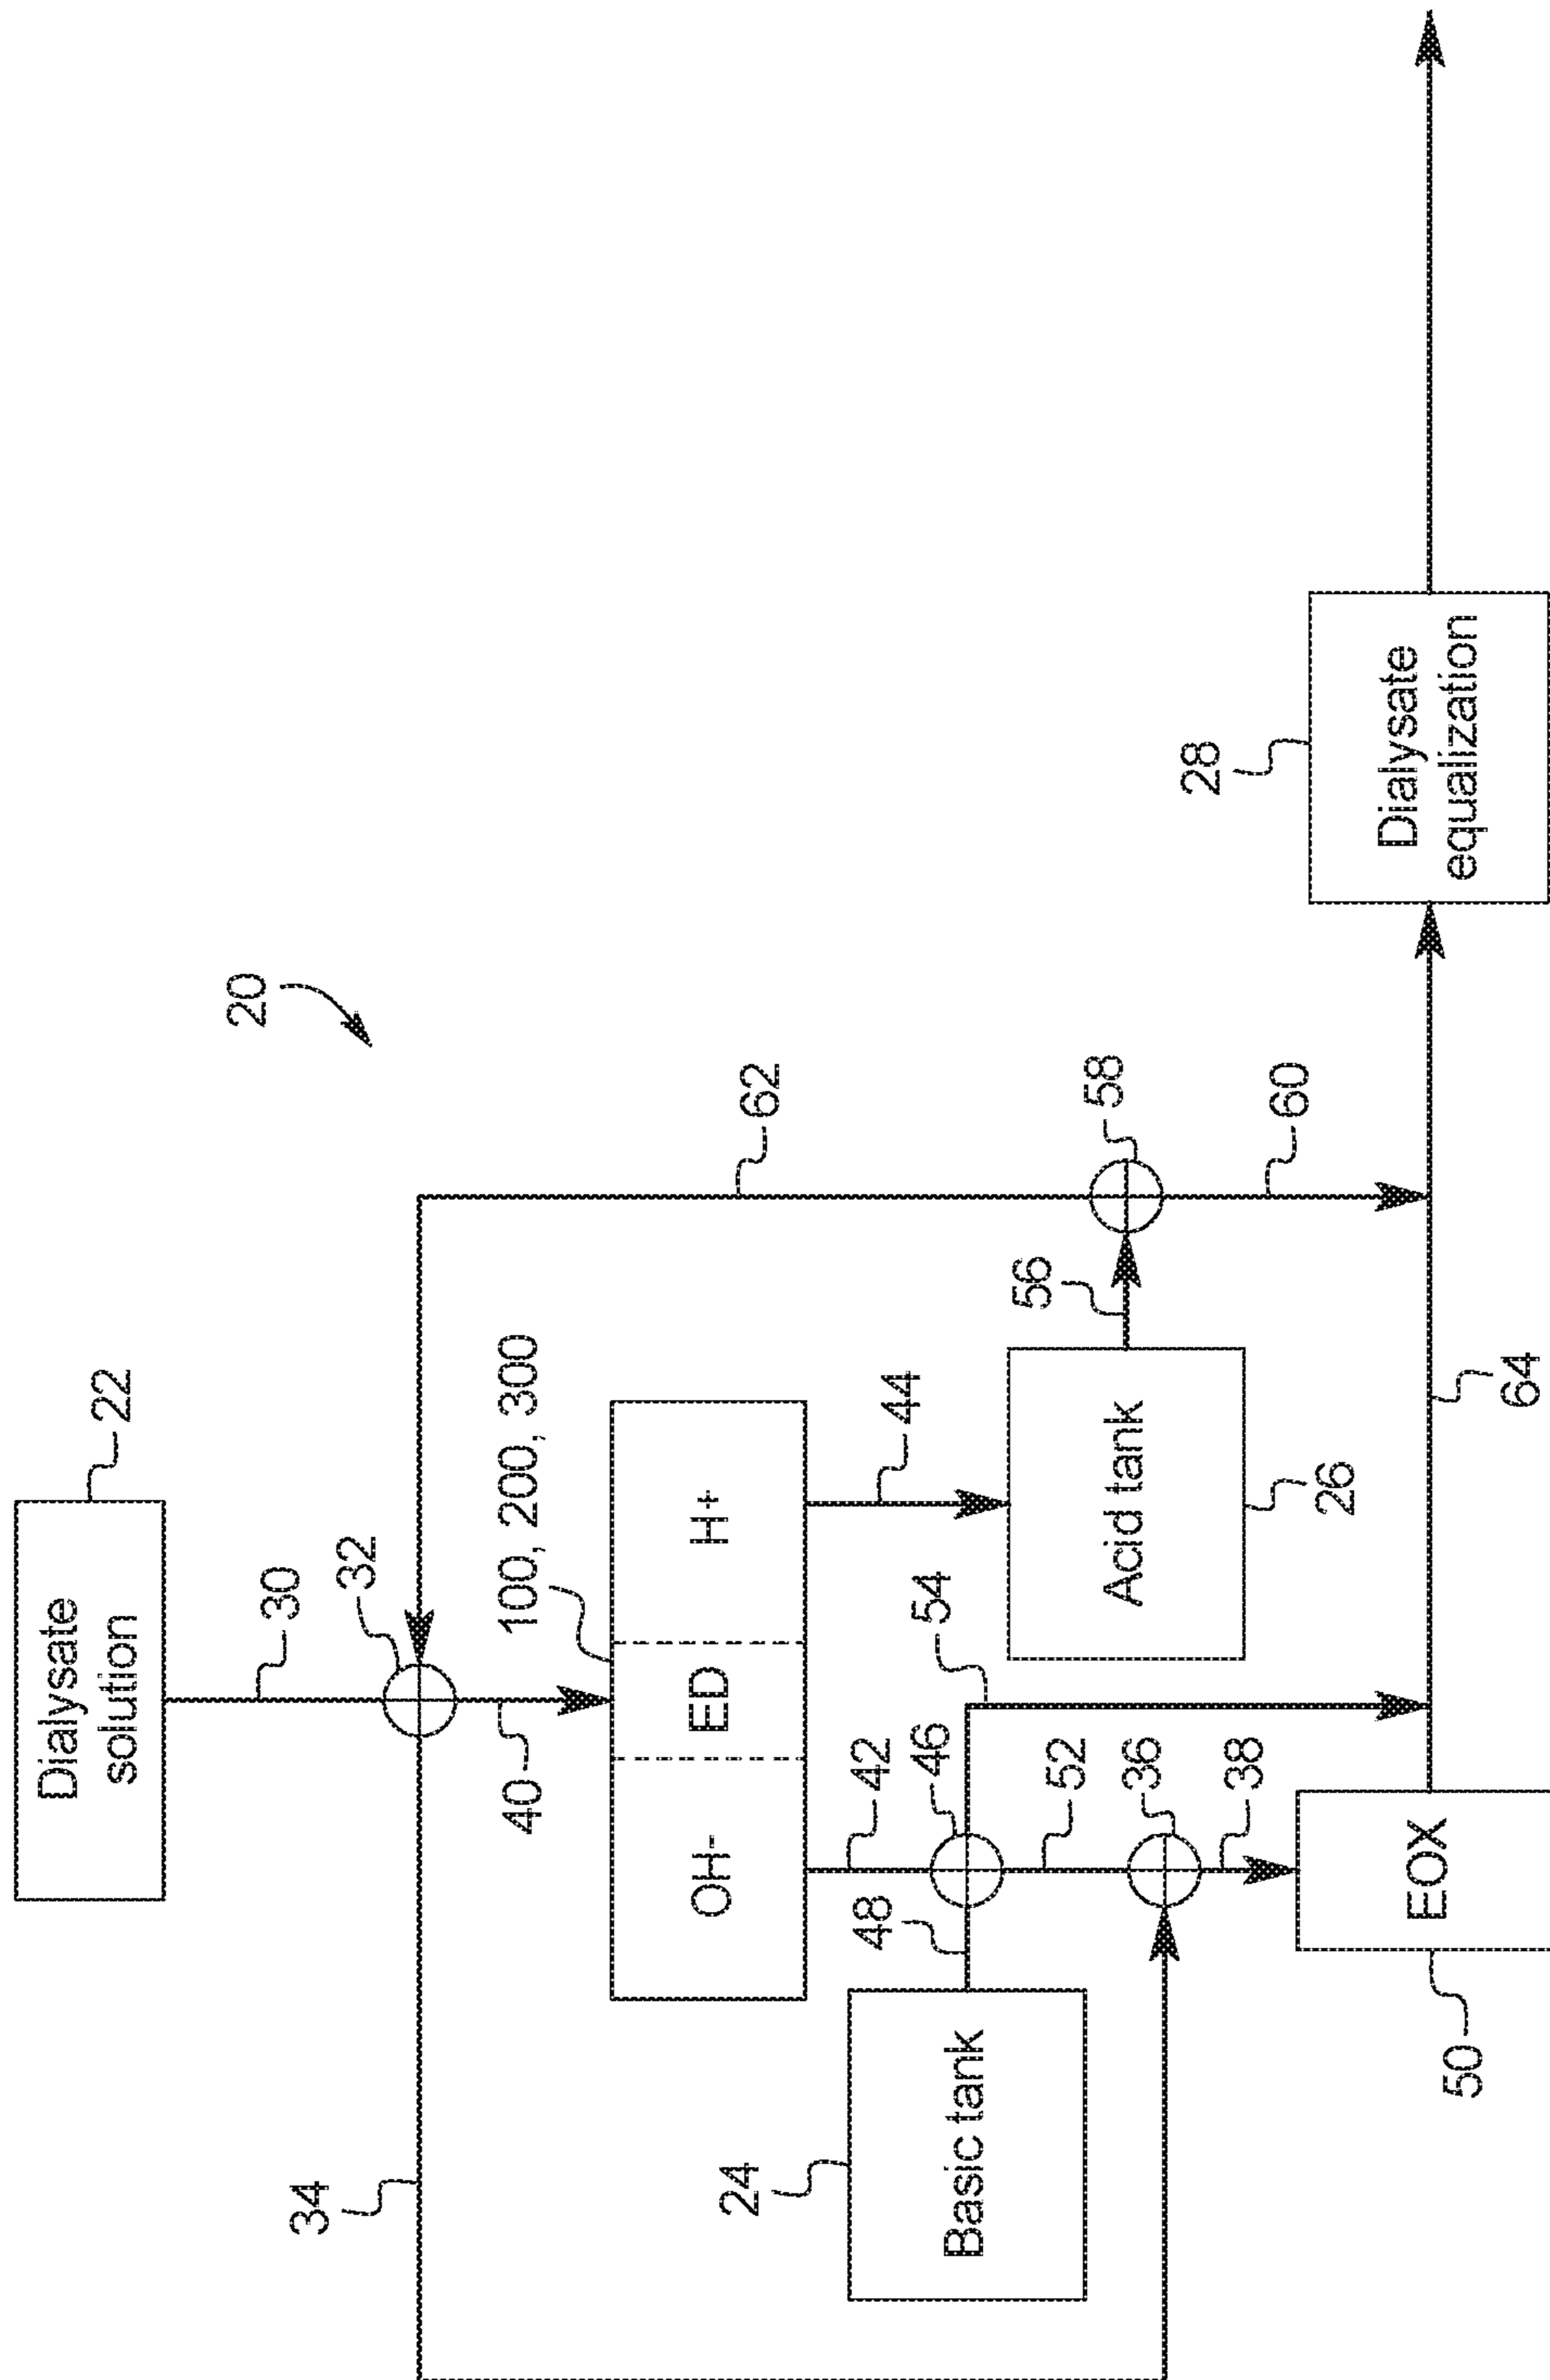 Dialysate
solution
22
30
32
34
20
62
40
100, 200, 300
OH-
ED
H+
42
44
46
48
24
Basic tank
54
52
36
38
Acid tank
26
56
58
60
EOX
50
64
28
Dialysate
equalization